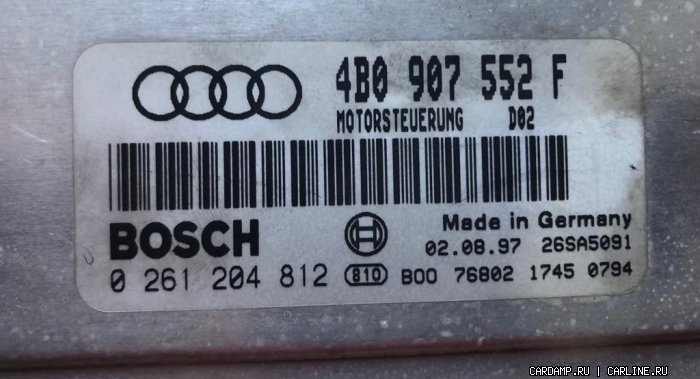 4B0 907 552 F
MOTORSTEUERUNG D02
BOSCH
Made in Germany
02.08.97 26SA5091
0 261 204 812 810 B00 76802 1745 0794
CARDAMP.RU | CARLINE.RU